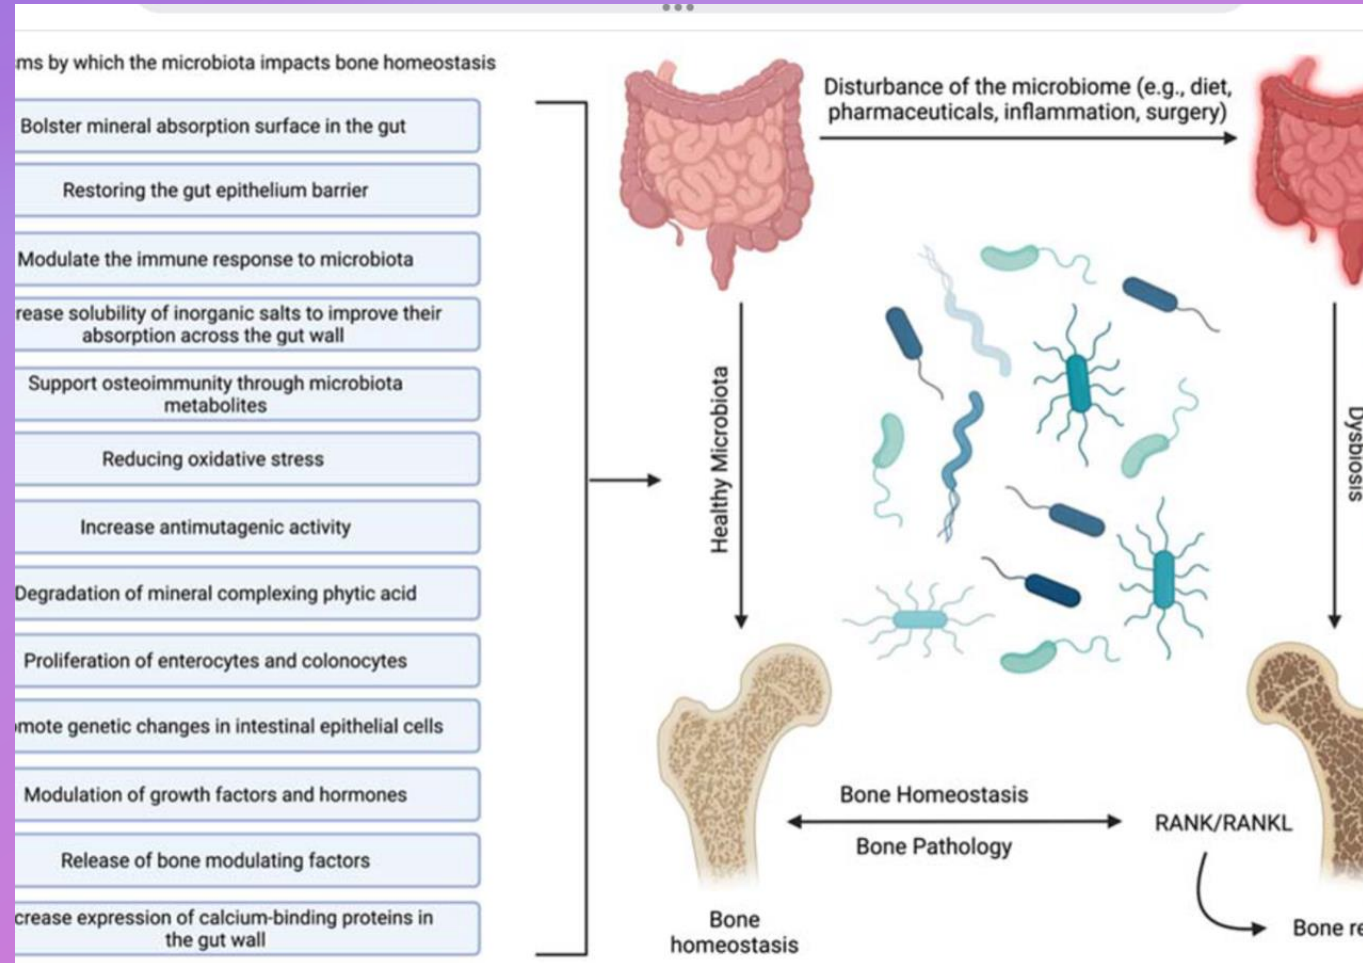 by which the microbiota impacts bone homeostasis
Bolster mineral absorption surface in the gut
Restoring the gut epithelium barrier
Modulate the immune response to microbiota
solubility of inorganic salts to improve their
absorption across the gut wall
Support osteoimmunity through microbiota
metabolites
Reducing oxidative stress
Increase antimutagenic activity
Degradation of mineral complexing phytic acid
Proliferation of enterocytes and colonocytes
genetic changes in intestinal epithelial cells
Modulation of growth factors and hormones
Release of bone modulating factors
expression of calcium-binding proteins in
the gut wall
Disturbance of the microbiome (e.g., diet,
pharmaceuticals, inflammation, surgery)
Healthy Microbiota
Dysbiosis
Bone Homeostasis
Bone Pathology
RANK/RANKL
Bone
homeostasis
Bone